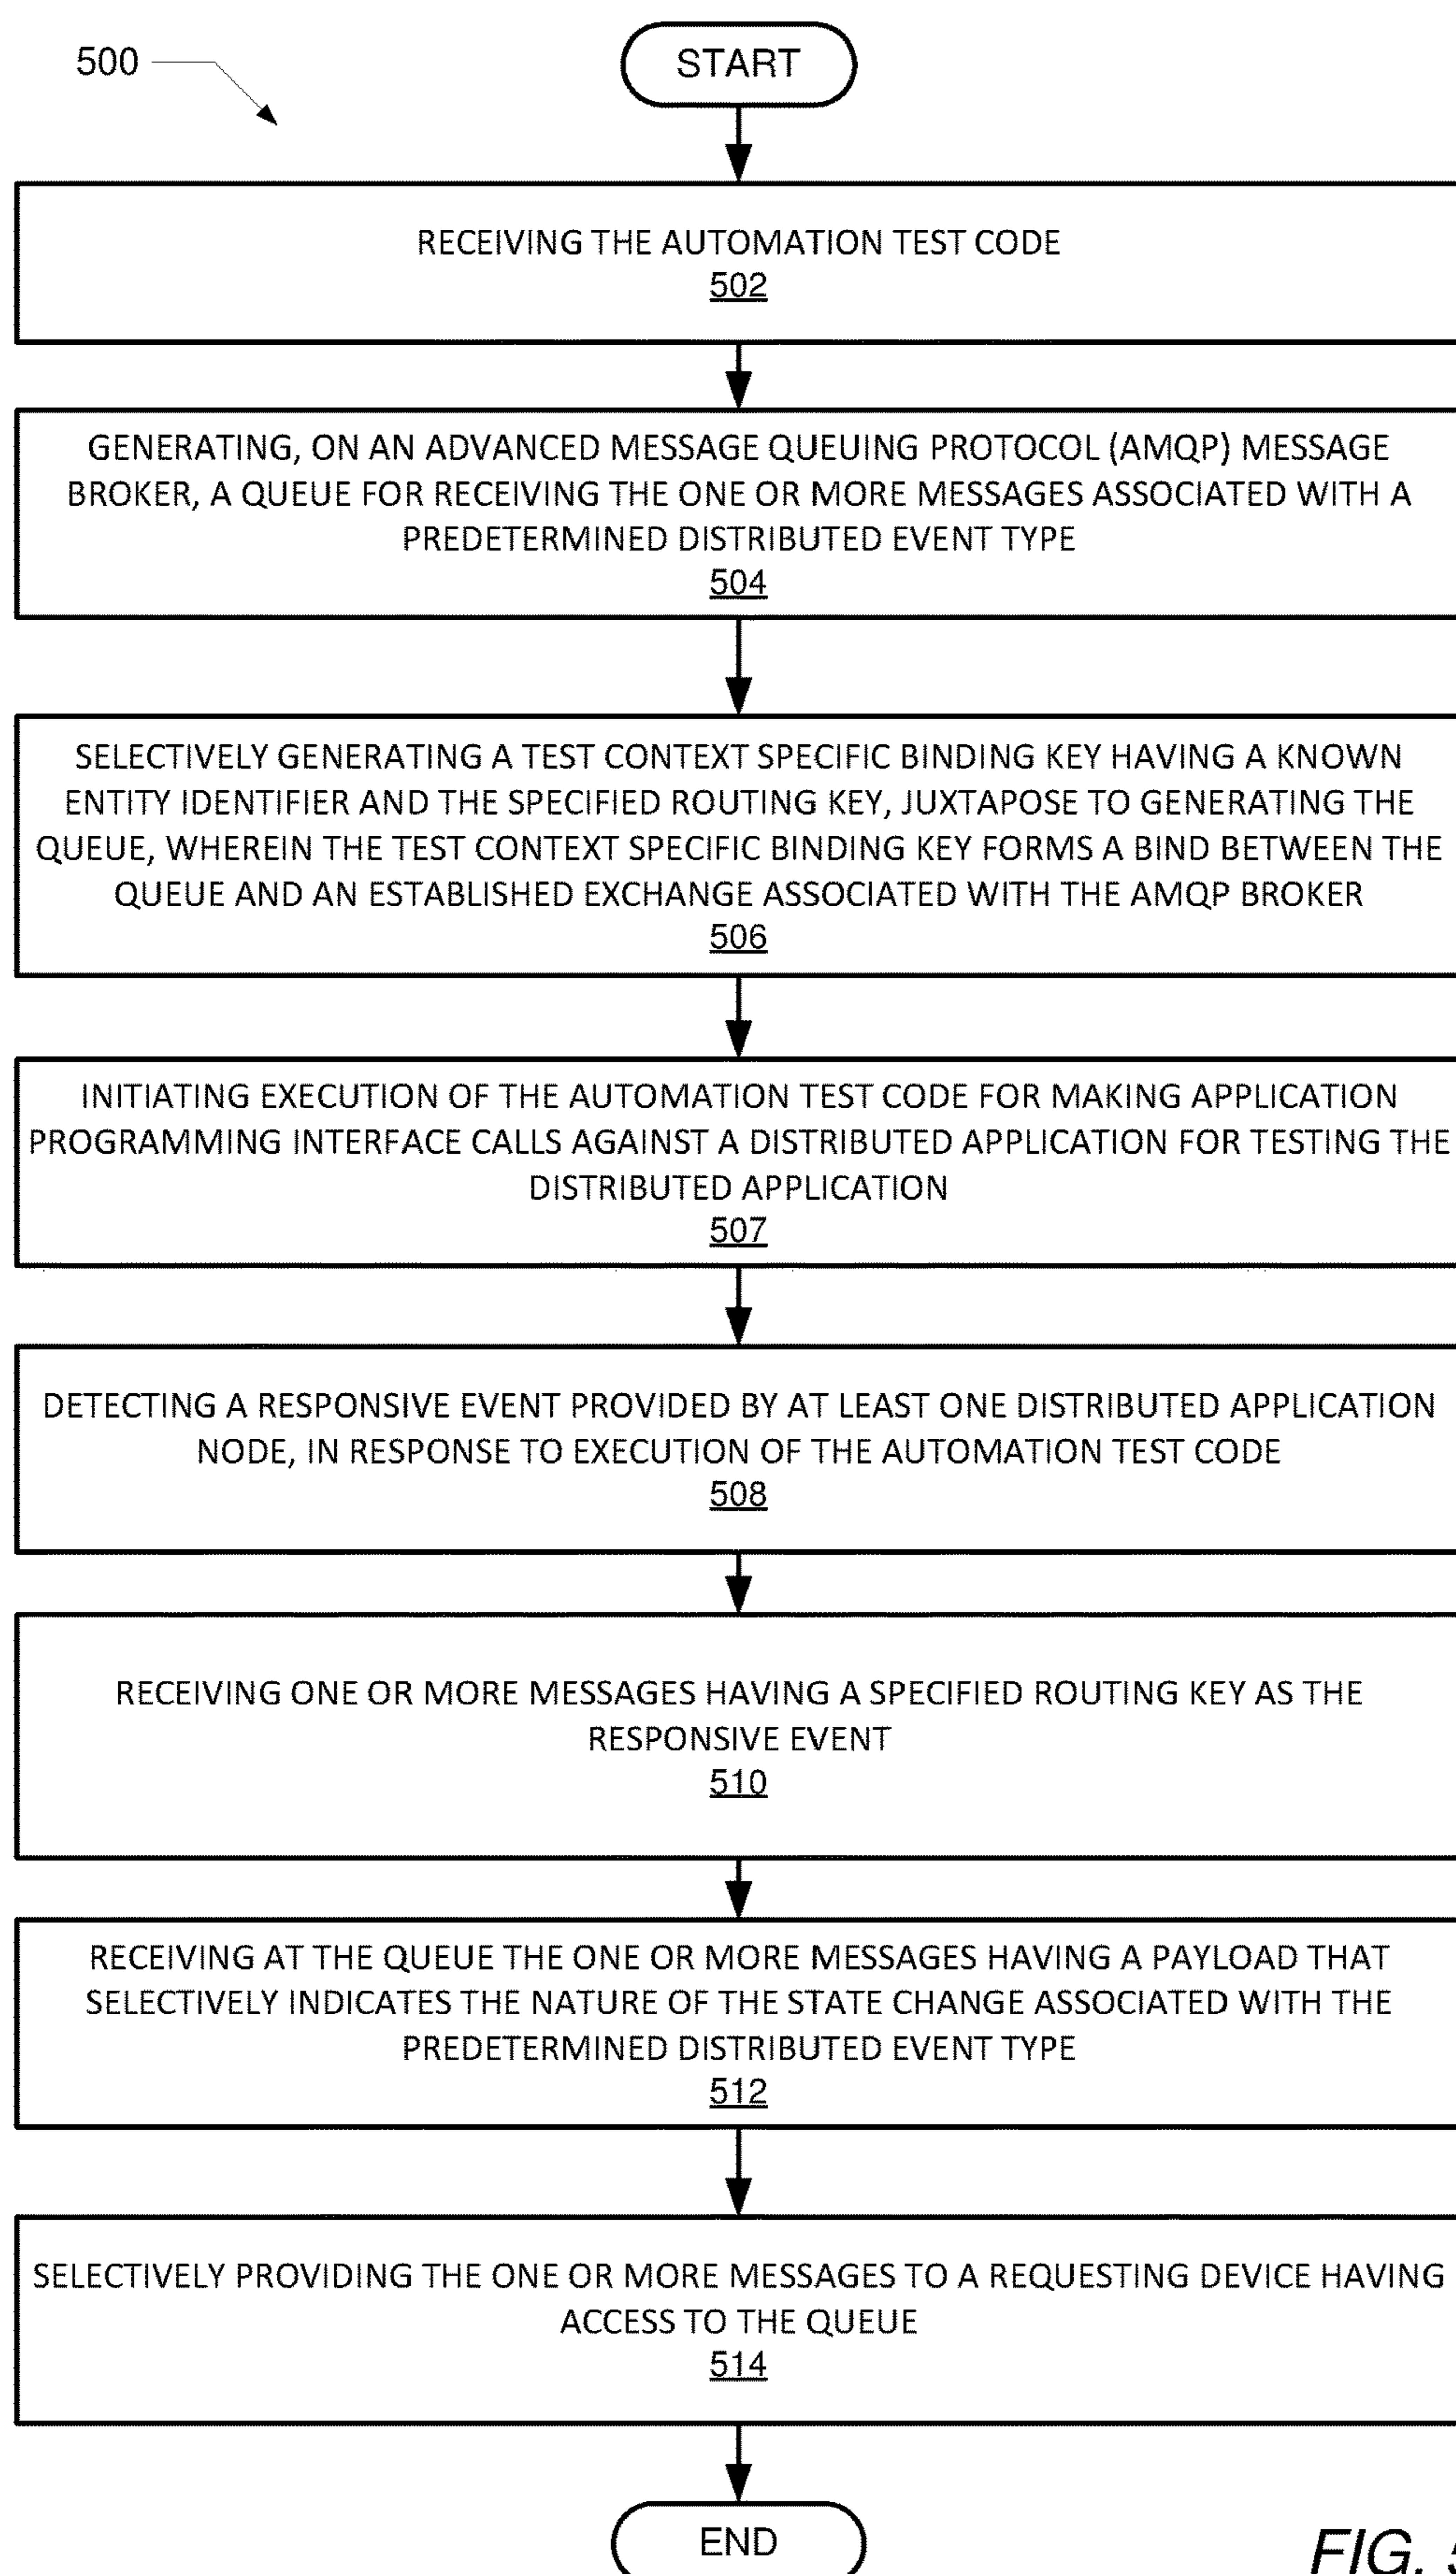 500
START
RECEIVING THE AUTOMATION TEST CODE
502
GENERATING, ON AN ADVANCED MESSAGE QUEUING PROTOCOL (AMQP) MESSAGE
BROKER, A QUEUE FOR RECEIVING THE ONE OR MORE MESSAGES ASSOCIATED WITH A
PREDETERMINED DISTRIBUTED EVENT TYPE
504
SELECTIVELY GENERATING A TEST CONTEXT SPECIFIC BINDING KEY HAVING A KNOWN
ENTITY IDENTIFIER AND THE SPECIFIED ROUTING KEY, JUXTAPOSE TO GENERATING THE
QUEUE, WHEREIN THE TEST CONTEXT SPECIFIC BINDING KEY FORMS A BIND BETWEEN THE
QUEUE AND AN ESTABLISHED EXCHANGE ASSOCIATED WITH THE AMQP BROKER
506
INITIATING EXECUTION OF THE AUTOMATION TEST CODE FOR MAKING APPLICATION
PROGRAMMING INTERFACE CALLS AGAINST A DISTRIBUTED APPLICATION FOR TESTING THE
DISTRIBUTED APPLICATION
507
DETECTING A RESPONSIVE EVENT PROVIDED BY AT LEAST ONE DISTRIBUTED APPLICATION
NODE, IN RESPONSE TO EXECUTION OF THE AUTOMATION TEST CODE
508
RECEIVING ONE OR MORE MESSAGES HAVING A SPECIFIED ROUTING KEY AS THE
RESPONSIVE EVENT
510
RECEIVING AT THE QUEUE THE ONE OR MORE MESSAGES HAVING A PAYLOAD THAT
SELECTIVELY INDICATES THE NATURE OF THE STATE CHANGE ASSOCIATED WITH THE
PREDETERMINED DISTRIBUTED EVENT TYPE
512
SELECTIVELY PROVIDING THE ONE OR MORE MESSAGES TO A REQUESTING DEVICE HAVING
ACCESS TO THE QUEUE
514
END
FIG.